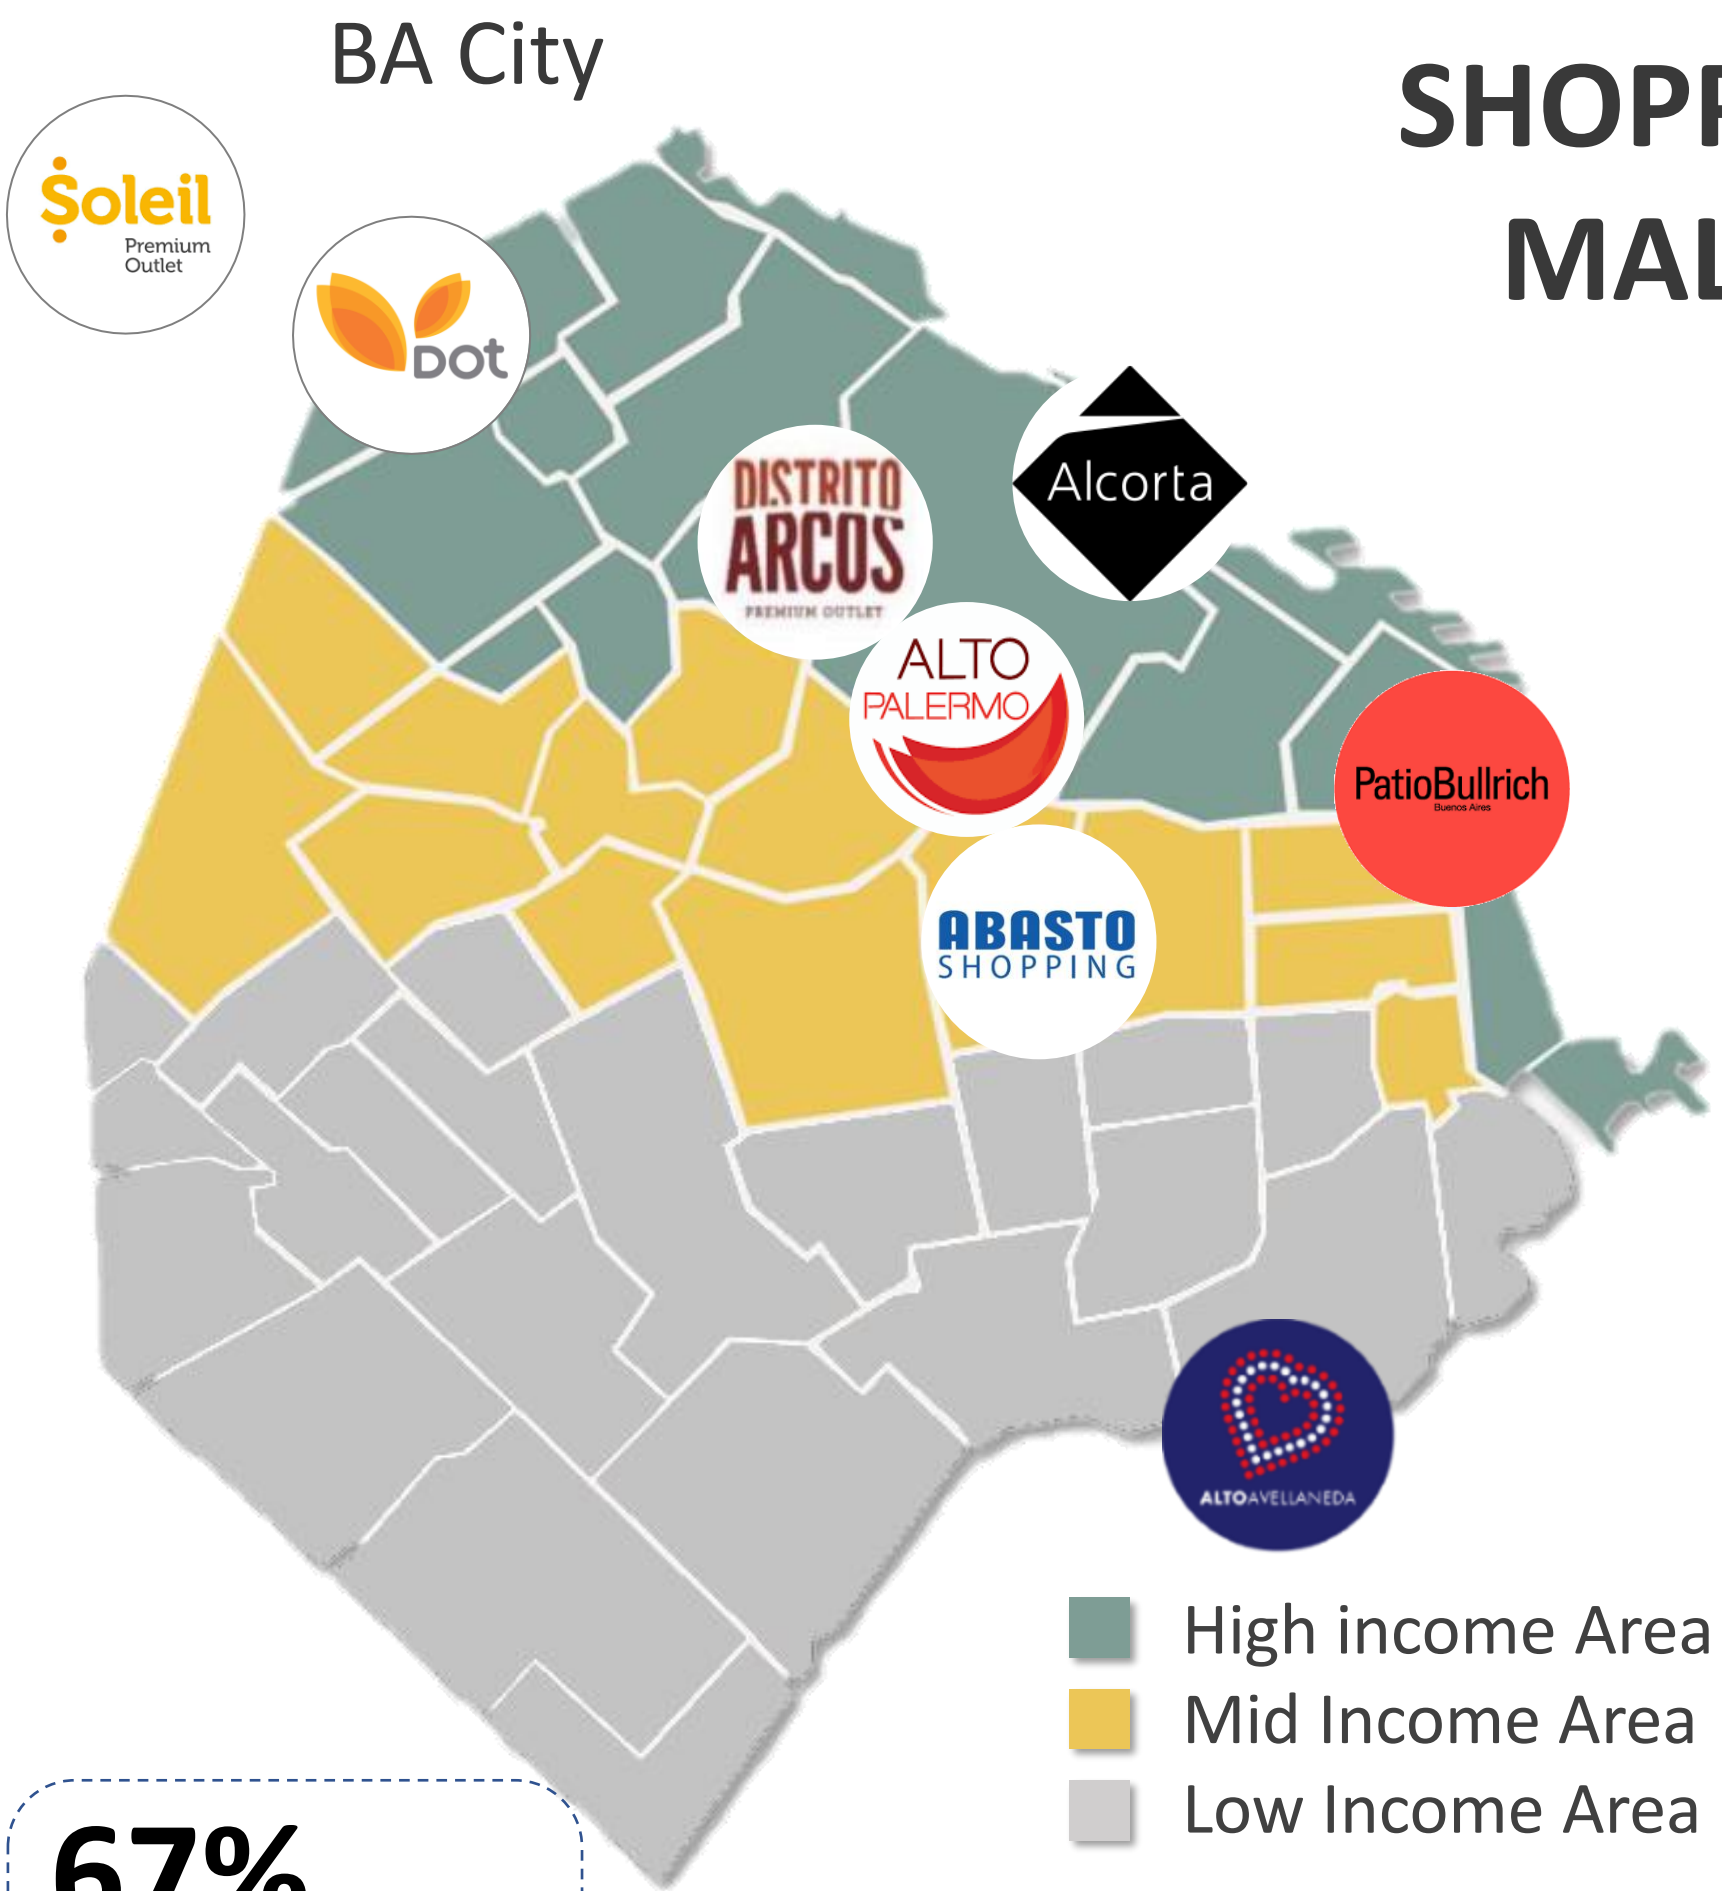 BA City
SHOPP
MAL
Soleil
Premium
Outlet
DOT
DISTRITO
ARCOS
PREMIUM OUTLET
Alcorta
ALTO
PALERMO
PatioBullrich
Buenos Aires
ABASTO
SHOPPING
ALTOAVELLANEDA
High income Area
Mid Income Area
Low Income Area
67%